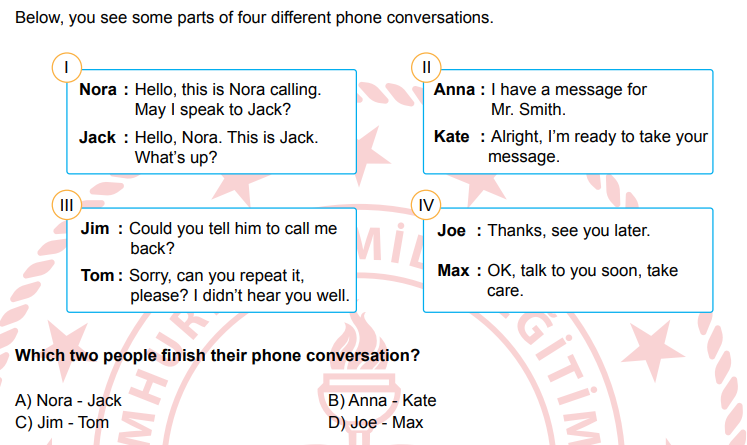 Below, you see some parts of four different phone conversations.
I
Nora : Hello, this is Nora calling.
May I speak to Jack?
Jack : Hello, Nora. This is Jack.
What's up?
II
Anna : I have a message for
Mr. Smith.
Kate : Alright, I'm ready to take your
message.
III
Jim : Could you tell him to call me
back?
Tom : Sorry, can you repeat it,
please? I didn't hear you well.
IV
Joe : Thanks, see you later.
Max : OK, talk to you soon, take
care.
Which two people finish their phone conversation?
A) Nora - Jack
B) Anna - Kate
C) Jim - Tom
D) Joe - Max